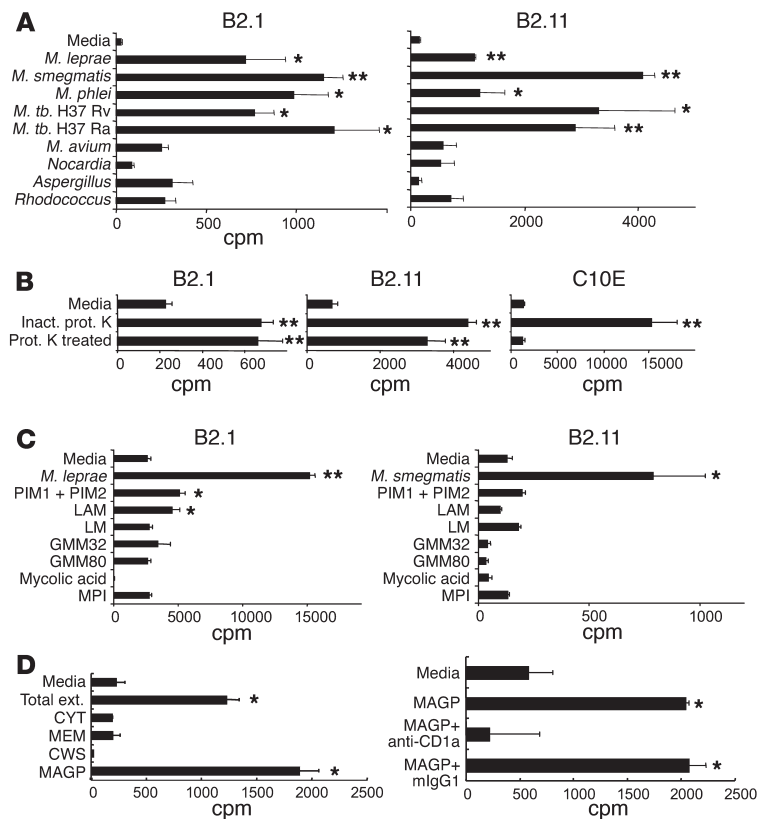 A
B2.1
B2.11
Media
M. leprae * **
M. smegmatis ** **
M. phlei * *
M. tb. H37 Rv * *
M. tb. H37 Ra * **
M. avium
Nocardia
Aspergillus
Rhodococcus
0 500 1000
0 2000 4000
cpm
cpm
B
B2.1
B2.11
C10E
Media
Inact. prot. K ** ** **
Prot. K treated ** **
0 200 400 600
0 2000 4000
0 5000 10000 15000
cpm
cpm
cpm
C
B2.1
Media
M. leprae **
PIM1 + PIM2 *
LAM *
LM
GMM32
GMM80
Mycolic acid
MPI
0 5000 10000 15000
cpm
B2.11
Media
M. smegmatis *
PIM1 + PIM2
LAM
LM
GMM32
GMM80
Mycolic acid
MPI
0 500 1000
cpm
D
Media
Total ext. *
CYT
MEM
CWS
MAGP *
0 500 1000 1500 2000 2500
cpm
Media
MAGP *
MAGP+
anti-CD1a
MAGP+ *
mIgG1
0 500 1000 1500 2000 2500
cpm